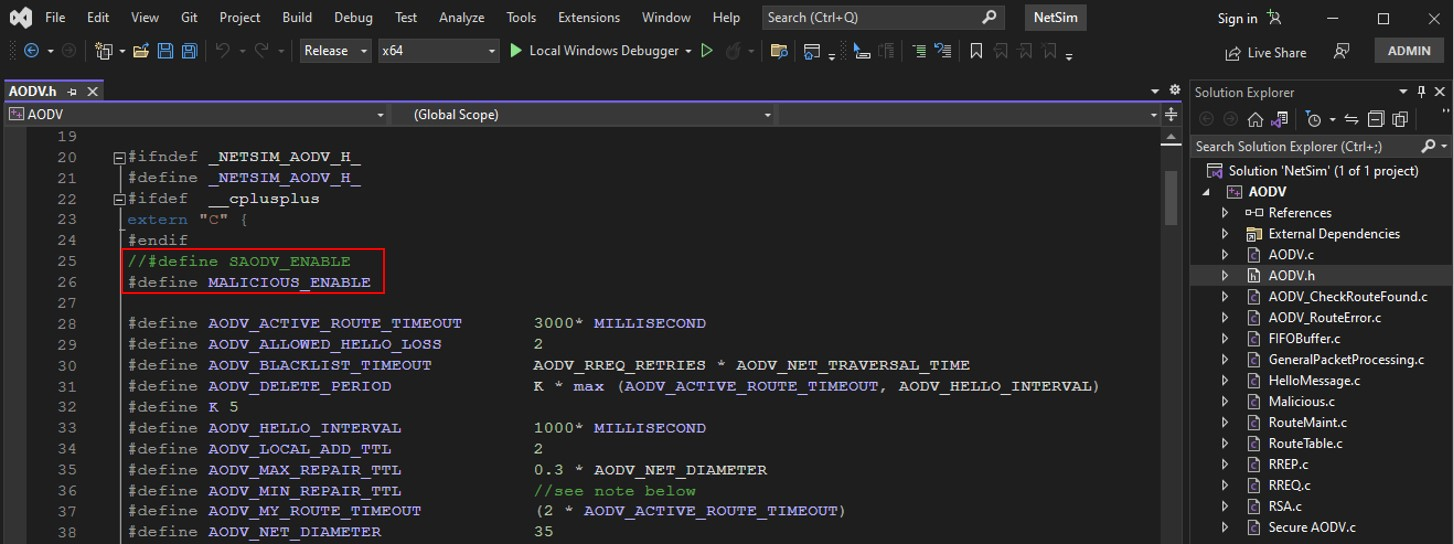 File Edit View Git Project Build Debug Test Analyze Tools Extensions Window Help Search (Ctrl+Q) NetSim Sign in
Release x64 Local Windows Debugger Live Share ADMIN
AODV.h
AODV (Global Scope)
19
20 #ifndef _NETSIM_AODV_H_
21 #define _NETSIM_AODV_H_
22 #ifdef __cplusplus
23 extern "C" {
24 #endif
25 //#define SAODV_ENABLE
26 #define MALICIOUS_ENABLE
27
28 #define AODV_ACTIVE_ROUTE_TIMEOUT 3000* MILLISECOND
29 #define AODV_ALLOWED_HELLO_LOSS 2
30 #define AODV_BLACKLIST_TIMEOUT AODV_RREQ_RETRIES * AODV_NET_TRAVERSAL_TIME
31 #define AODV_DELETE_PERIOD K * max (AODV_ACTIVE_ROUTE_TIMEOUT, AODV_HELLO_INTERVAL)
32 #define K 5
33 #define AODV_HELLO_INTERVAL 1000* MILLISECOND
34 #define AODV_LOCAL_ADD_TTL 2
35 #define AODV_MAX_REPAIR_TTL 0.3 * AODV_NET_DIAMETER
36 #define AODV_MIN_REPAIR_TTL //see note below
37 #define AODV_MY_ROUTE_TIMEOUT (2 * AODV_ACTIVE_ROUTE_TIMEOUT)
38 #define AODV_NET_DIAMETER 35
Solution Explorer
Search Solution Explorer (Ctrl+;)
Solution 'NetSim' (1 of 1 project)
AODV
References
External Dependencies
AODV.c
AODV.h
AODV_CheckRouteFound.c
AODV_RouteError.c
FIFOBuffer.c
GeneralPacketProcessing.c
HelloMessage.c
Malicious.c
RouteMaint.c
RouteTable.c
RREP.c
RREQ.c
RSA.c
Secure AODV.c